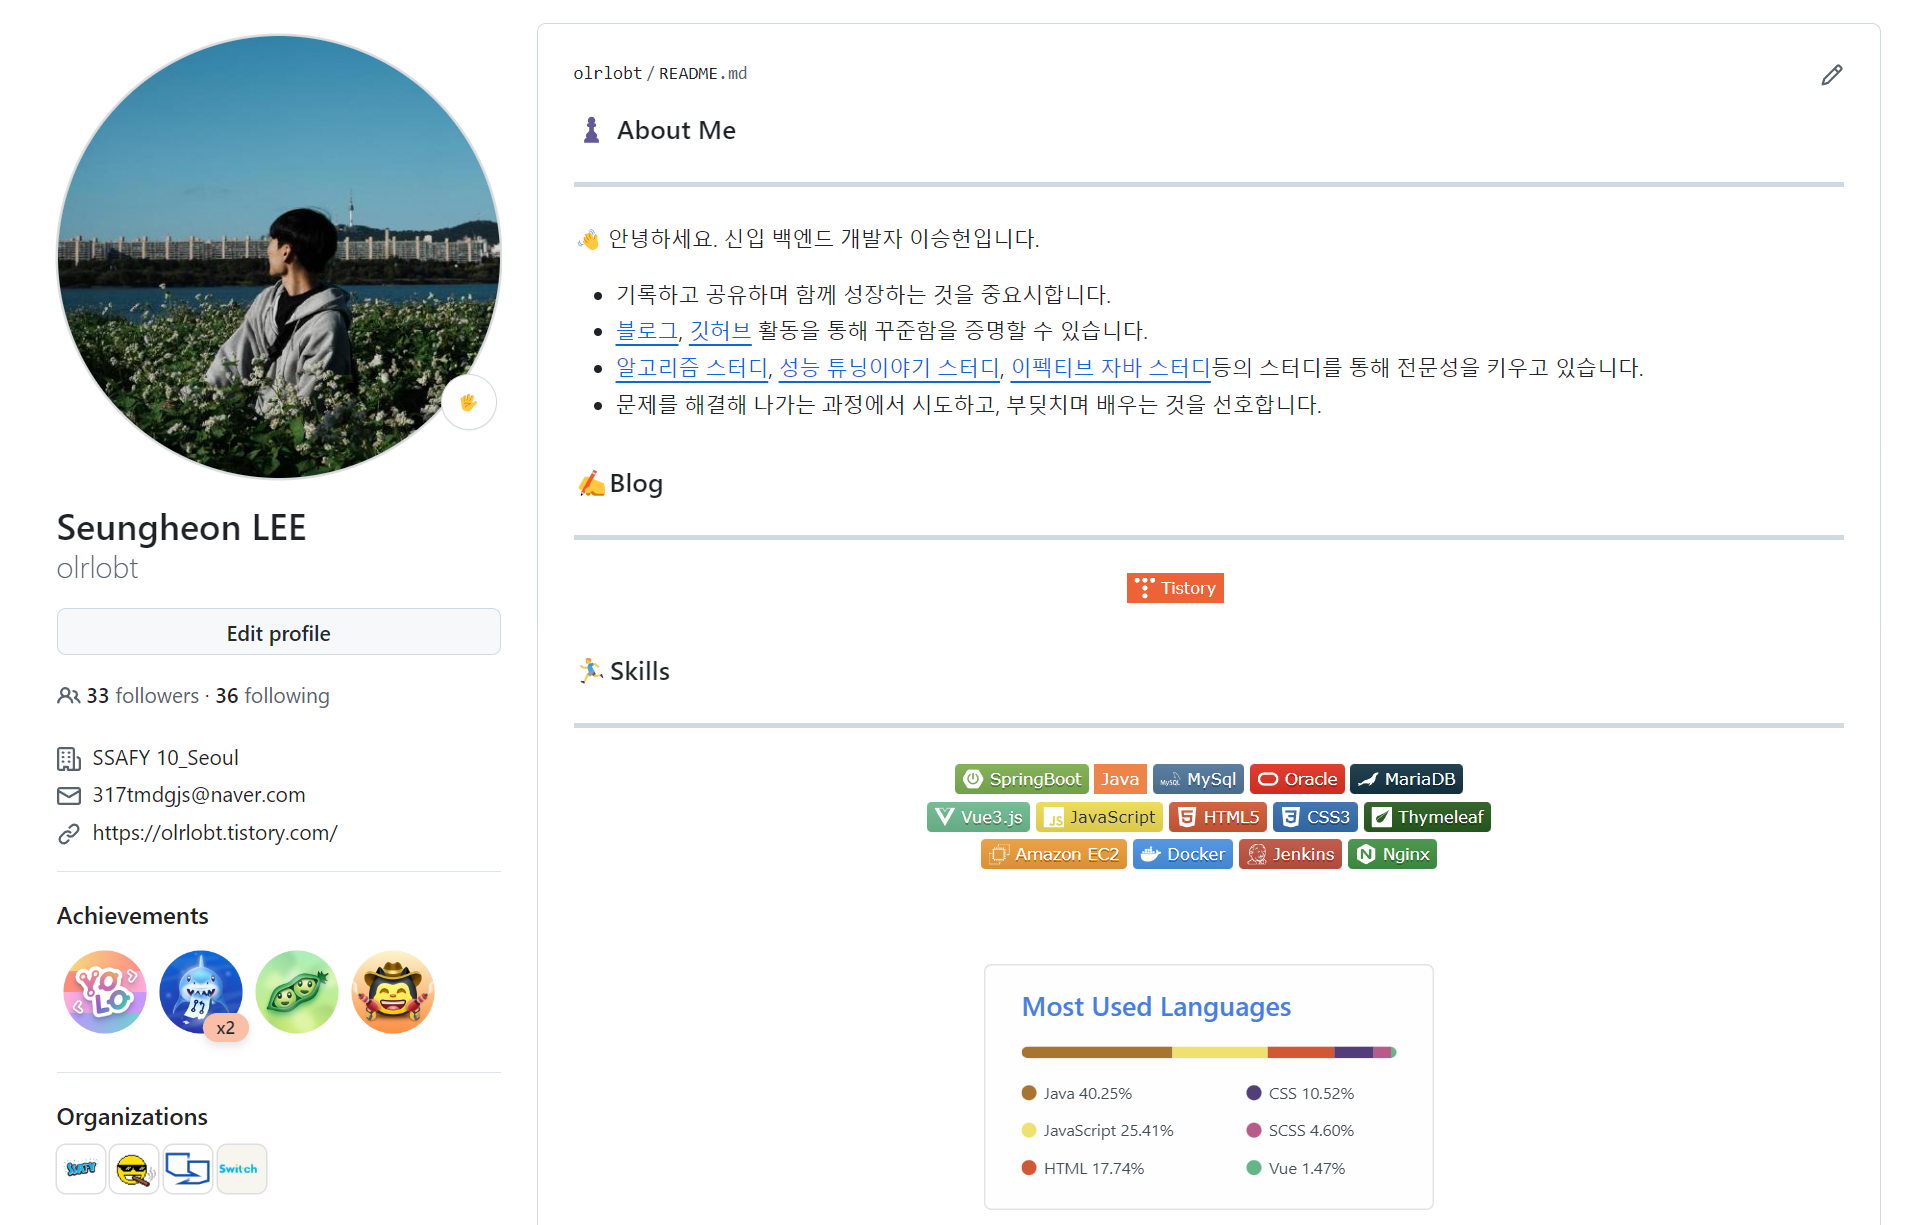 Seungheon LEE
olrlobt
Edit profile
33 followers · 36 following
SSAFY 10_Seoul
317tmdgjs@naver.com
https://olrlobt.tistory.com/
Achievements
YOLO
x2
Organizations
SSAFY
Switch
olrlobt/README.md
About Me
안녕하세요. 신입 백엔드 개발자 이승헌입니다.
기록하고 공유하며 함께 성장하는 것을 중요시합니다.
블로그, 깃허브 활동을 통해 꾸준함을 증명할 수 있습니다.
알고리즘 스터디, 성능 튜닝이야기 스터디, 이펙티브 자바 스터디등의 스터디를 통해 전문성을 키우고 있습니다.
문제를 해결해 나가는 과정에서 시도하고, 부딪치며 배우는 것을 선호합니다.
Blog
Tistory
Skills
SpringBoot Java MySQL MySql Oracle MariaDB
Vue3.js JS JavaScript HTML5 CSS3 Thymeleaf
Amazon EC2 Docker Jenkins Nginx
Most Used Languages
Java 40.25%
JavaScript 25.41%
HTML 17.74%
CSS 10.52%
SCSS 4.60%
Vue 1.47%